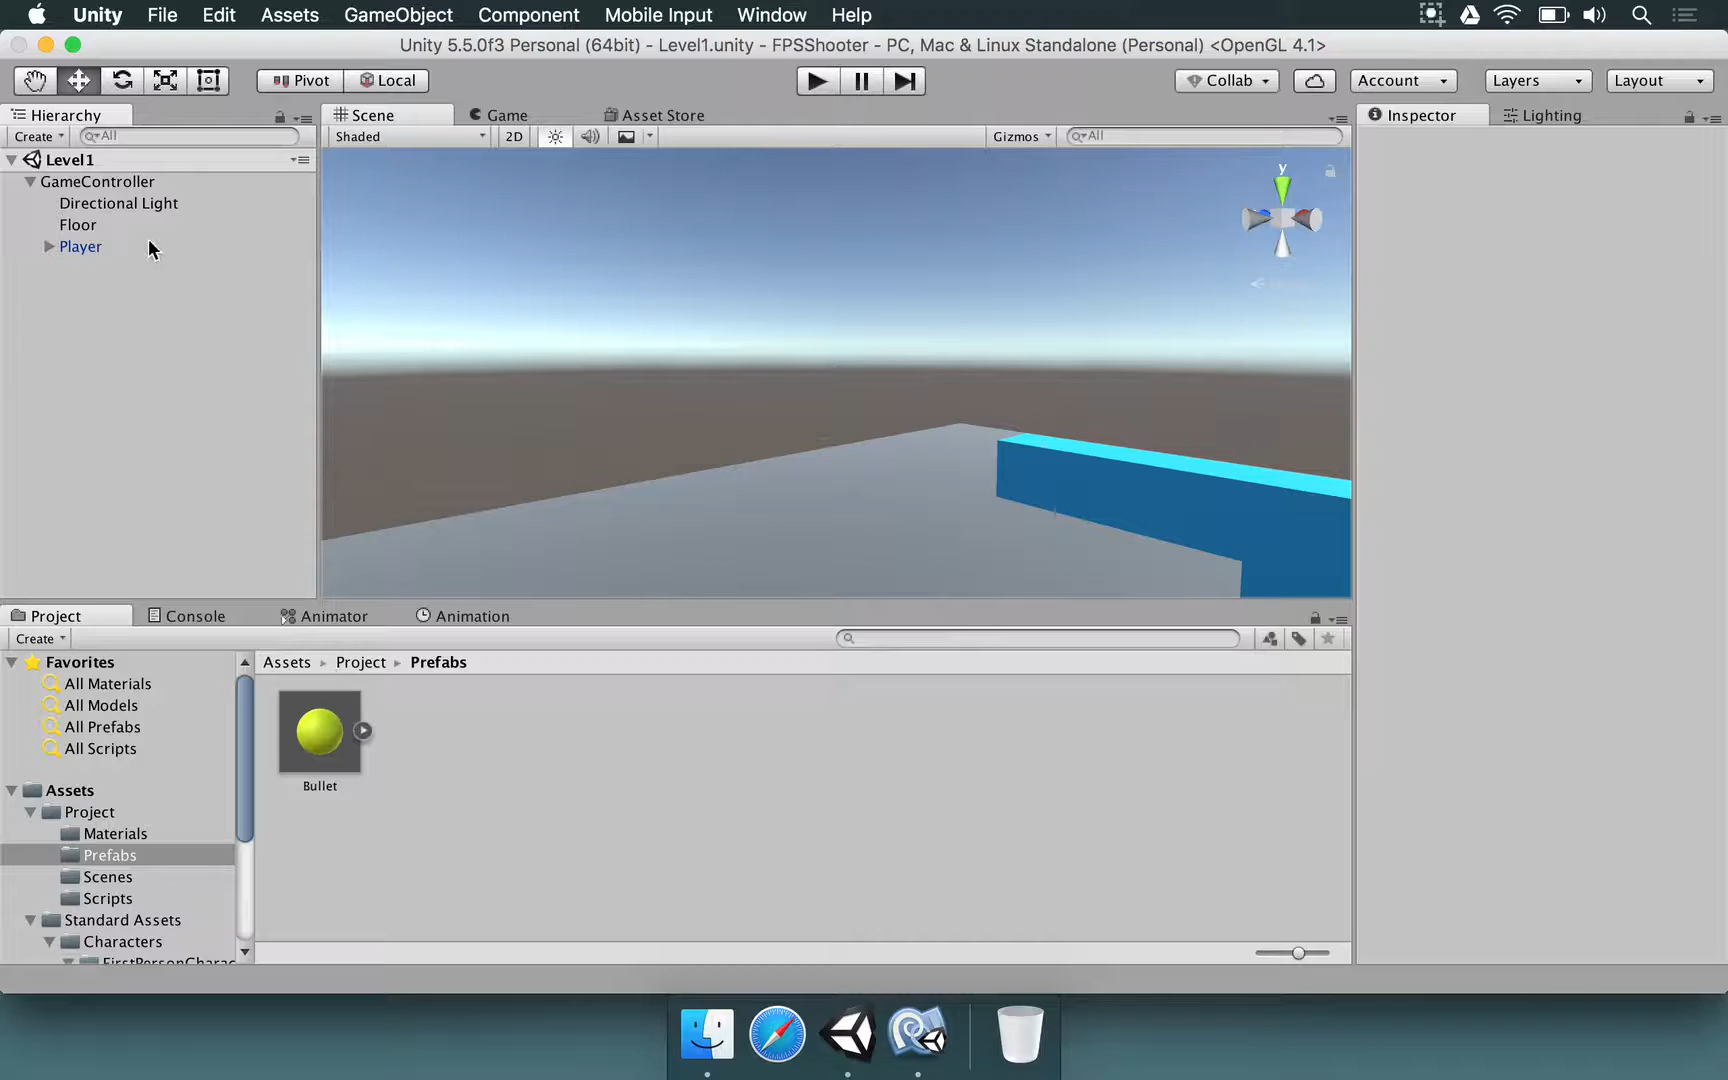 Unity File Edit Assets GameObject Component Mobile Input Window Help
Unity 5.5.0f3 Personal (64bit) - Level1.unity - FPSShooter - PC, Mac & Linux Standalone (Personal) <OpenGL 4.1>
Pivot Local Collab Account Layers Layout
Hierarchy Scene Game Asset Store Inspector Lighting
Create All Shaded 2D Gizmos All
Level1
GameController
Directional Light
Floor
Player
y
Project Console Animator Animation
Create
Favorites
All Materials
All Models
All Prefabs
All Scripts
Assets
Project
Materials
Prefabs
Scenes
Scripts
Standard Assets
Characters
FirstPersonCharac
Assets Project Prefabs
Bullet